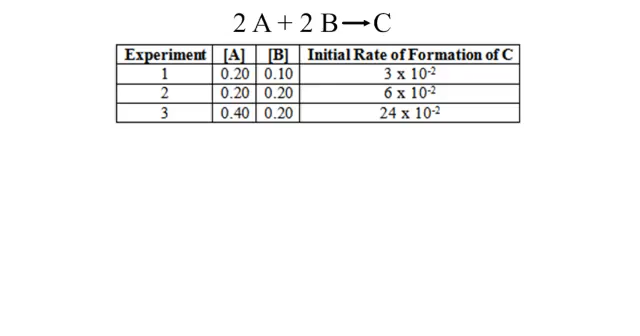 2 A + 2 B⟶C
Experiment [A] [B] Initial Rate of Formation of C
1 0.20 0.10 3 x 10⁻²
2 0.20 0.20 6 x 10⁻²
3 0.40 0.20 24 x 10⁻²